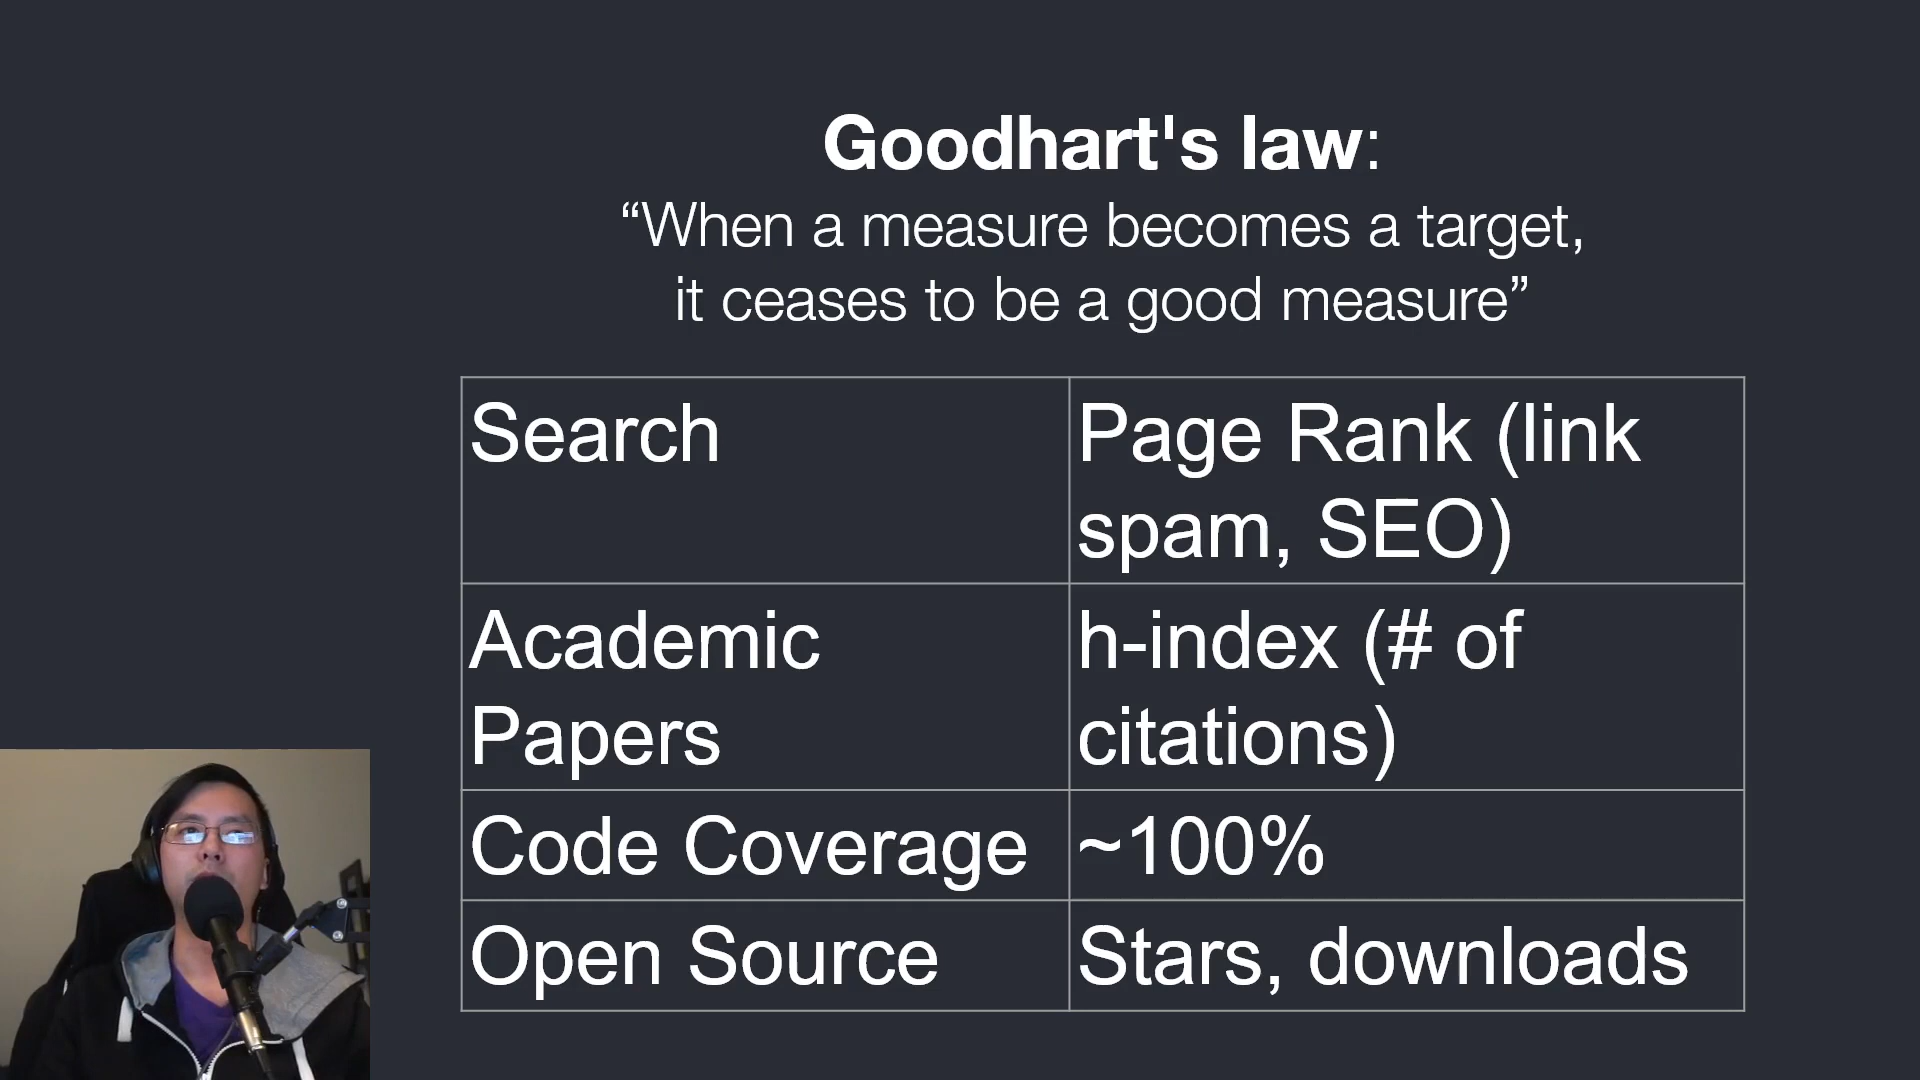 Goodhart's law:
“When a measure becomes a target,
it ceases to be a good measure”
Search
Page Rank (link
spam, SEO)
Academic
Papers
h-index (# of
citations)
Code Coverage
~100%
Open Source
Stars, downloads